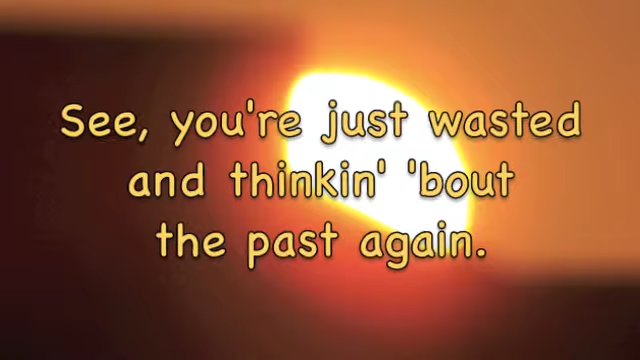 See, you're just wasted
and thinkin' 'bout
the past again.